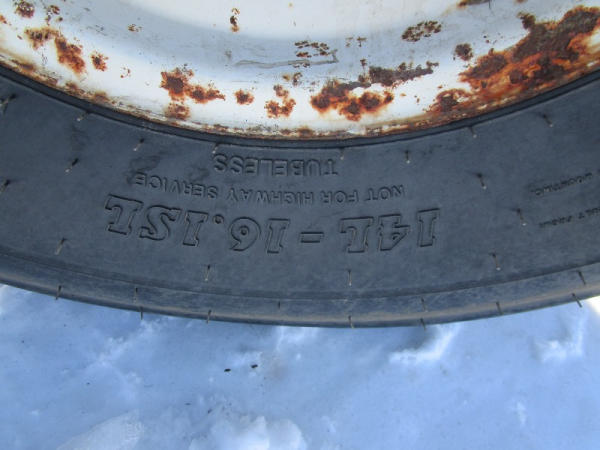 14L-16.1SL
NOT FOR HIGHWAY SERVICE
TUBELESS